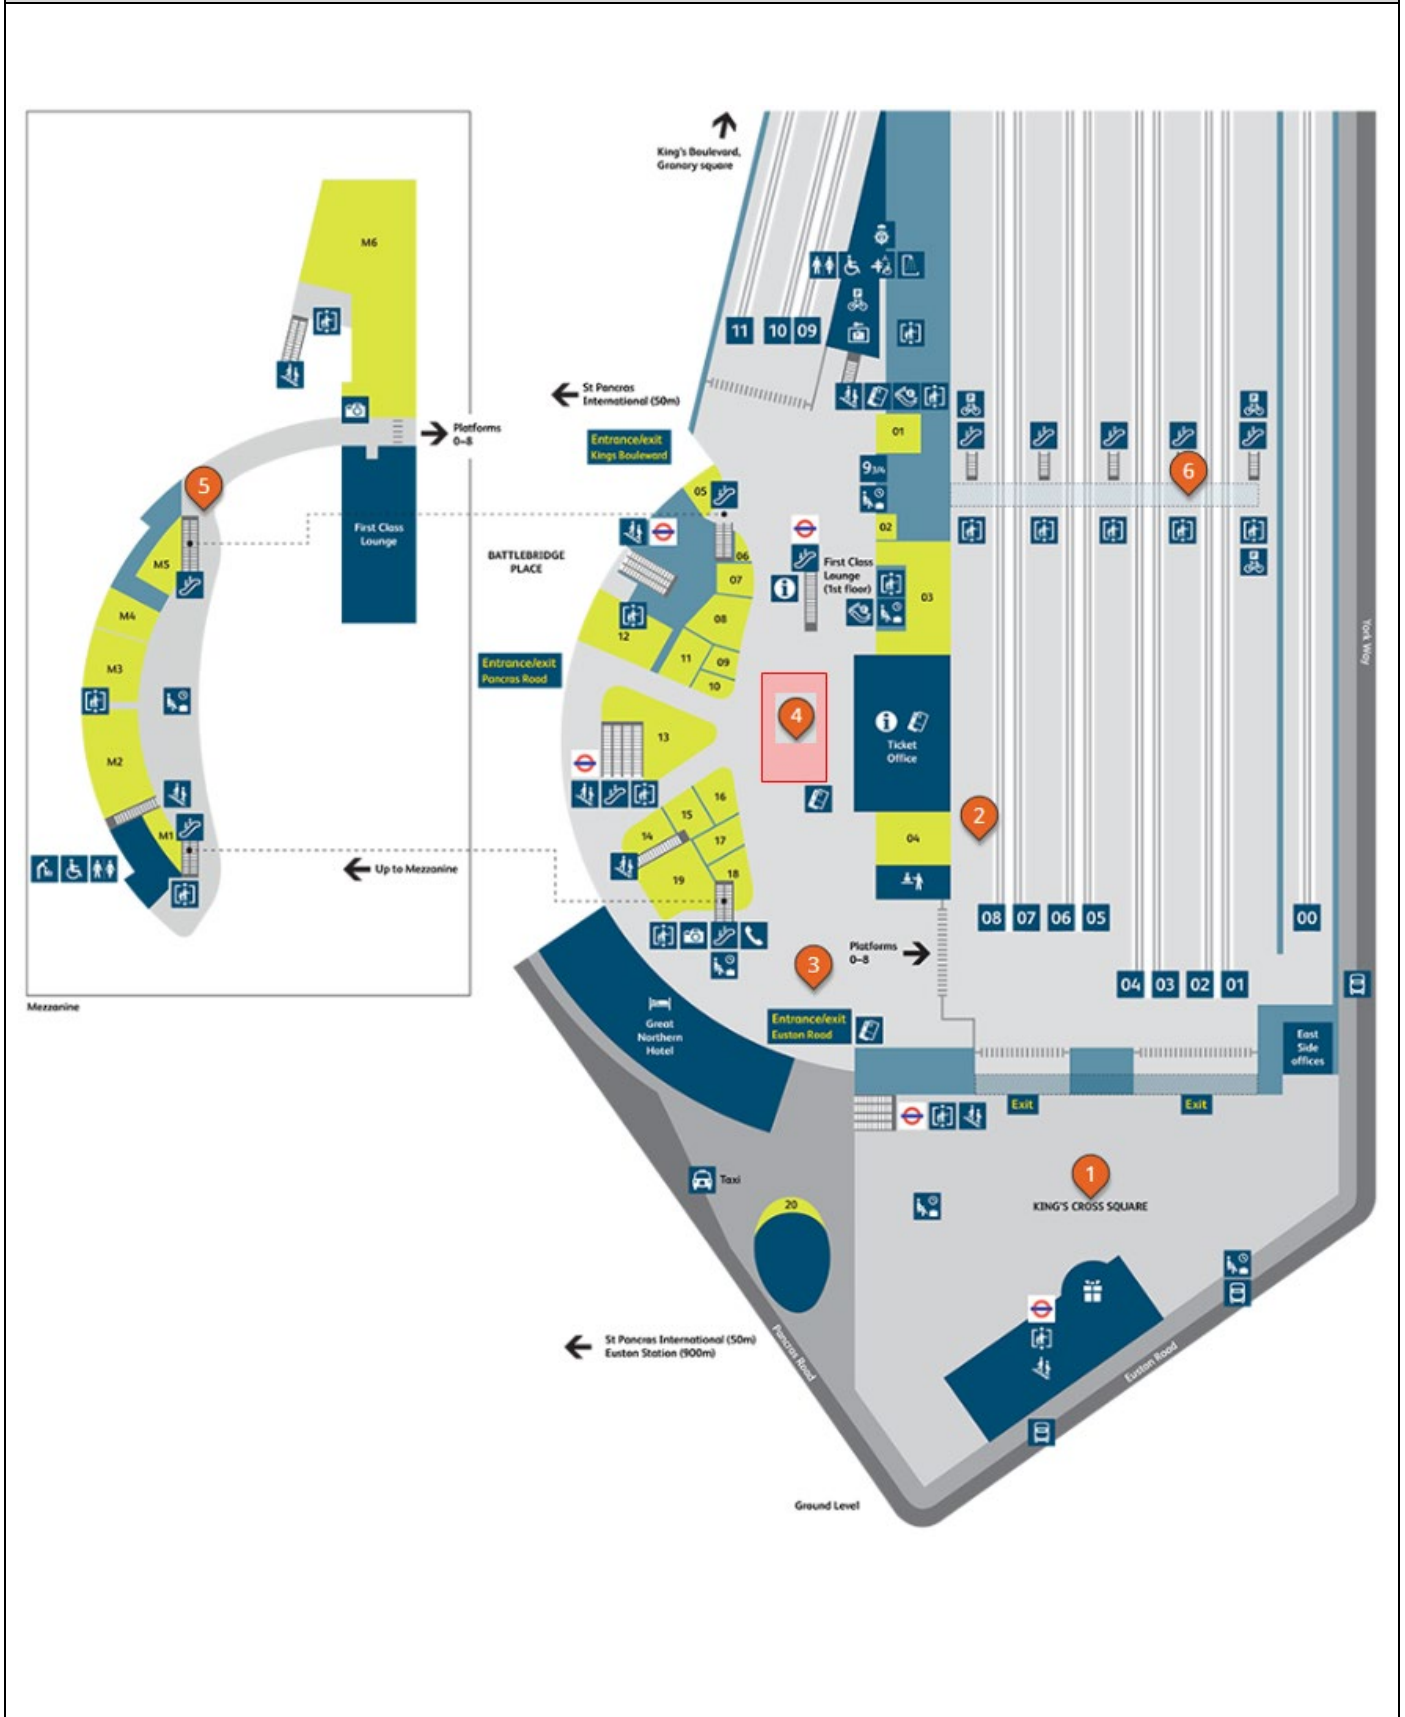 King's Boulevard,
Granary square
M6
11
10
09
St Pancras
International (50m)
Platforms
0–8
Entrance/exit
Kings Boulevard
01
9 3/4
5
6
05
02
First Class
Lounge
BATTLEBRIDGE
PLACE
06
First Class
Lounge
(1st floor)
M5
07
03
M4
08
12
York Way
M3
11
09
Entrance/exit
Pancras Road
10
4
13
i
Ticket
Office
M2
16
15
2
M1
14
17
04
Up to Mezzanine
18
19
08
07
06
05
00
Platforms
0–8
3
04
03
02
01
Mezzanine
Great
Northern
Hotel
Entrance/exit
Euston Road
East
Side
offices
Exit
Exit
Taxi
1
20
KING'S CROSS SQUARE
St Pancras International (50m)
Euston Station (900m)
Pancras Road
Euston Road
Ground Level